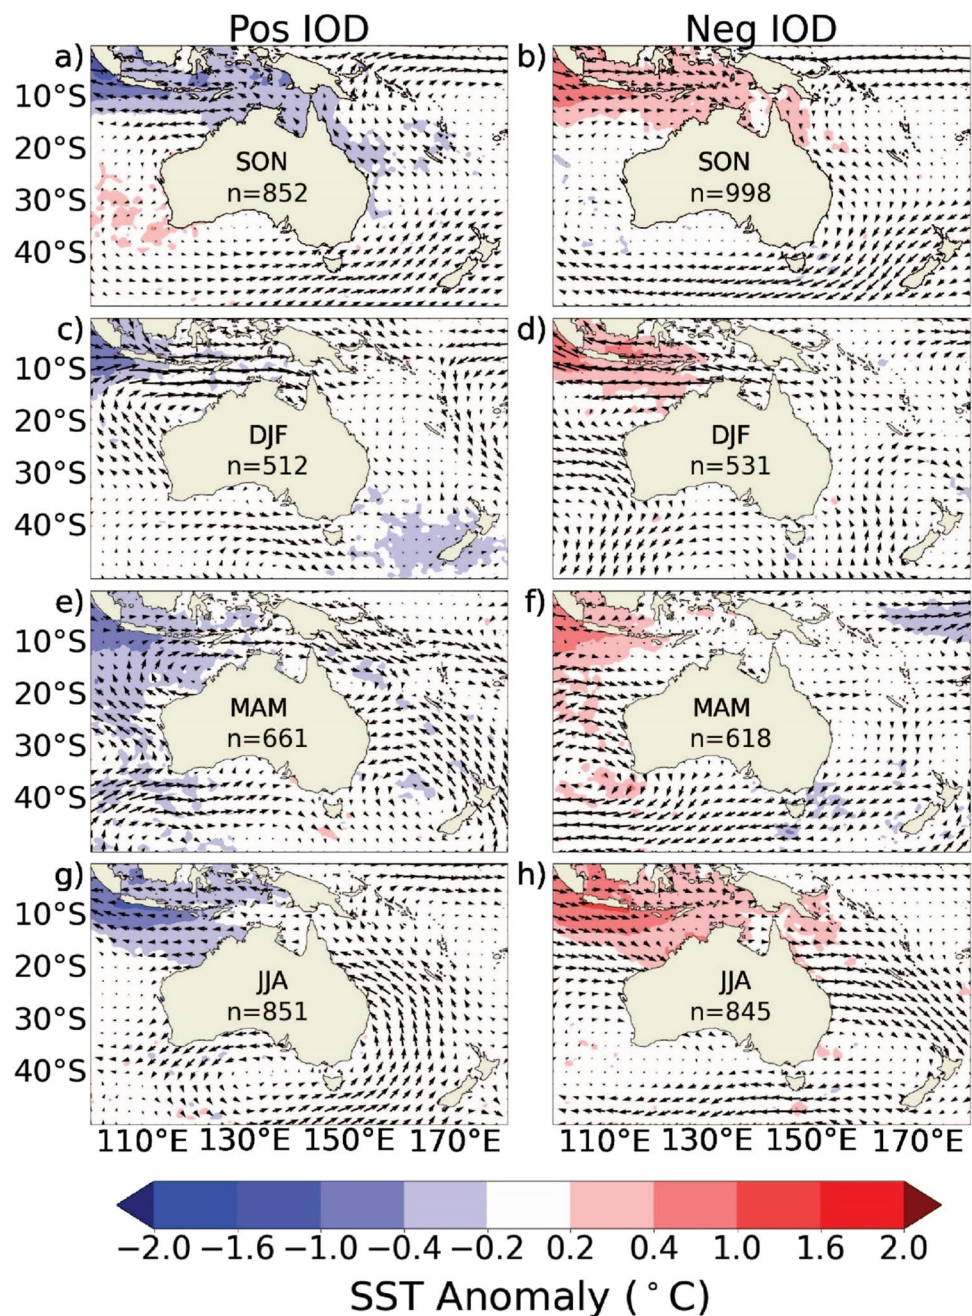 Pos IOD Neg IOD
a) b)
10°S
20°S SON SON
30°S n=852 n=998
40°S
c) d)
10°S
20°S
DJF DJF
30°S n=512 n=531
40°S
e) f)
10°S
20°S
MAM MAM
30°S n=661 n=618
40°S
g) h)
10°S
20°S
JJA JJA
30°S n=851 n=845
40°S
110°E 130°E 150°E 170°E 110°E 130°E 150°E 170°E
−2.0 −1.6 −1.0 −0.4 −0.2 0.2 0.4 1.0 1.6 2.0
SST Anomaly (°C)